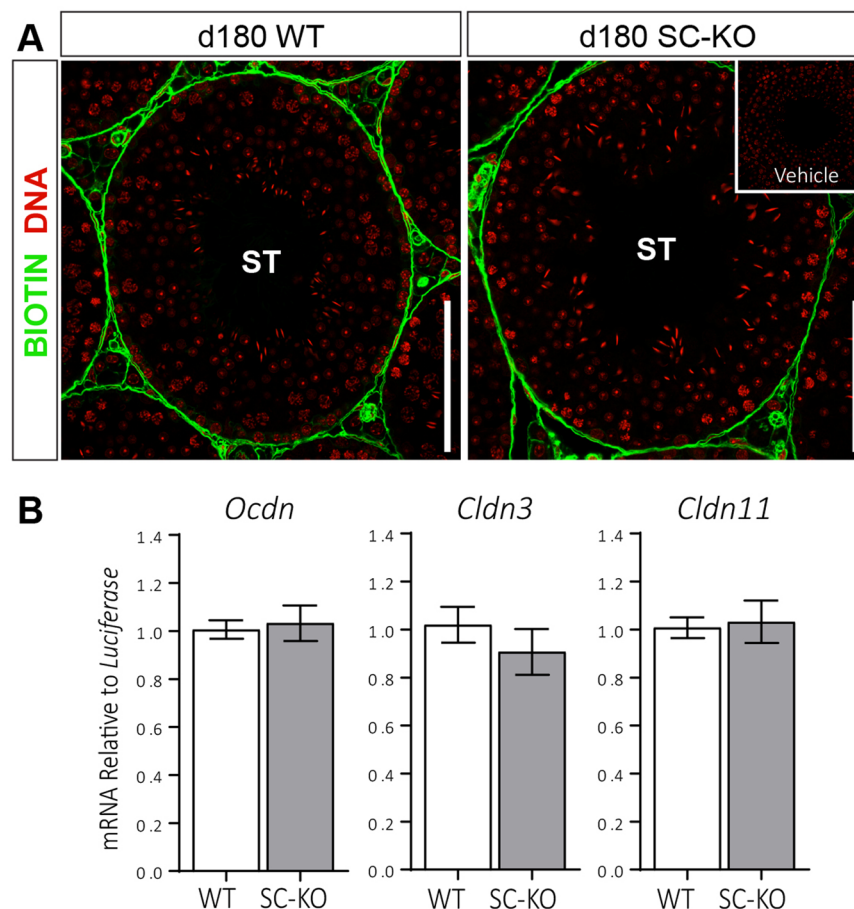 A
d180 WT
d180 SC-KO
BIOTIN DNA
ST
ST
Vehicle
B
Ocdn
Cldn3
Cldn11
mRNA Relative to Luciferase
1.4
1.2
1.0
0.8
0.6
0.4
0.2
0.0
WT SC-KO
1.4
1.2
1.0
0.8
0.6
0.4
0.2
0.0
WT SC-KO
1.4
1.2
1.0
0.8
0.6
0.4
0.2
0.0
WT SC-KO